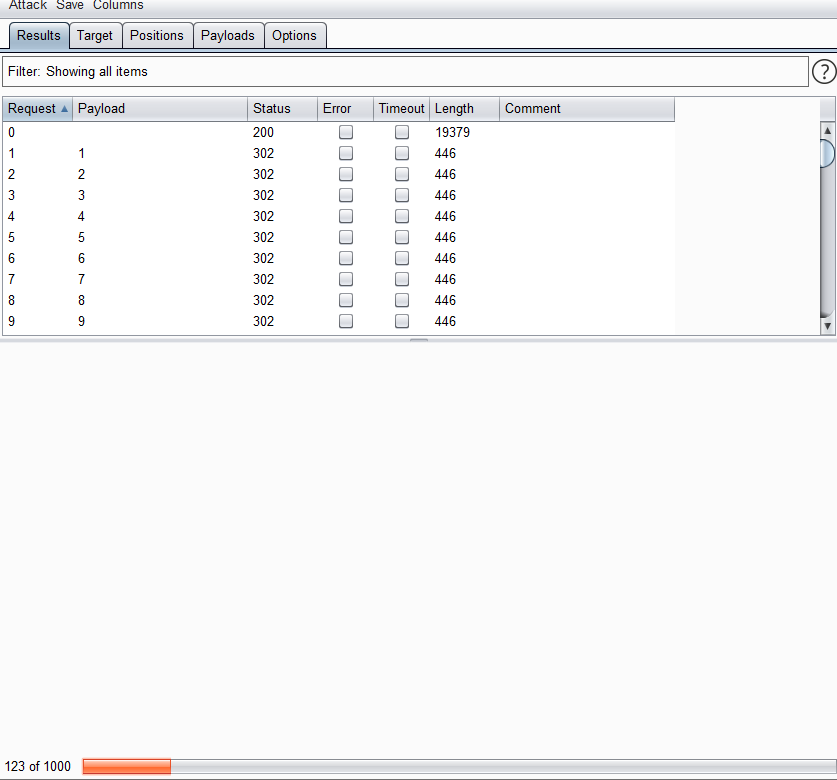 Attack Save Columns
Results Target Positions Payloads Options
Filter: Showing all items ?
Request Payload Status Error Timeout Length Comment
0 200 19379
1 1 302 446
2 2 302 446
3 3 302 446
4 4 302 446
5 5 302 446
6 6 302 446
7 7 302 446
8 8 302 446
9 9 302 446
123 of 1000